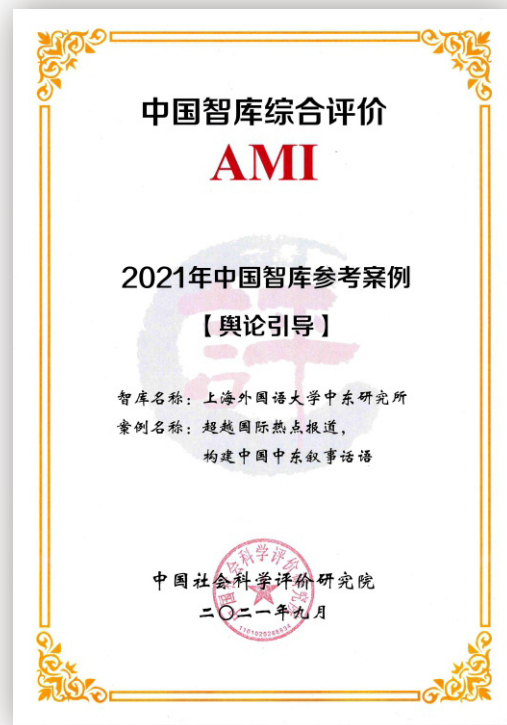 中国智库综合评价
AMI
2021年中国智库参考案例
【舆论引导】
智库名称：上海外国语大学中东研究所
案例名称：超越国际热点报道，
构建中国中东叙事话语
中国社会科学评价研究院
二〇二一年九月